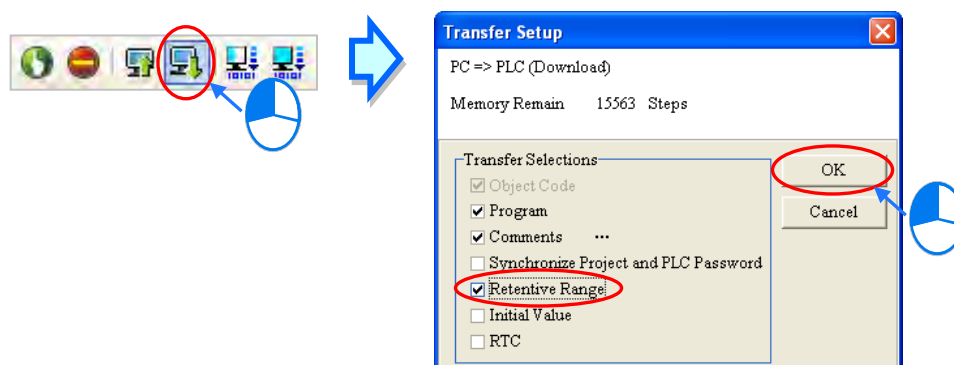 Transfer Setup
PC => PLC (Download)
Memory Remain 15563 Steps
Transfer Selections
Object Code
OK
Program
Cancel
Comments ...
Synchronize Project and PLC Password
Retentive Range
Initial Value
RTC